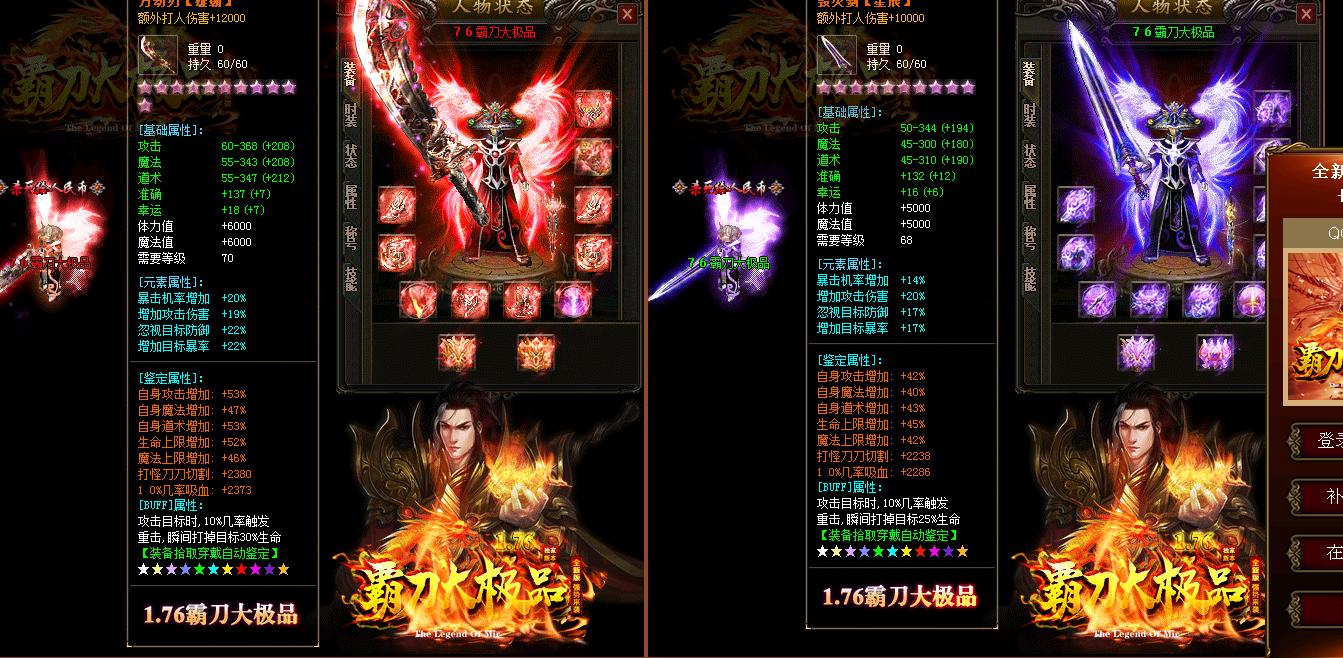 额外打人伤害+12000
重量 0
持久 60/60
[基础属性]:
攻击 60-368 (+208)
魔法 55-343 (+208)
道术 55-347 (+212)
准确 +137 (+7)
幸运 +18 (+7)
体力值 +6000
魔法值 +6000
需要等级 70
[元素属性]:
暴击机率增加 +20%
增加攻击伤害 +19%
忽视目标防御 +22%
增加目标暴率 +22%
[鉴定属性]:
自身攻击增加: +53%
自身魔法增加: +47%
自身道术增加: +53%
生命上限增加: +52%
魔法上限增加: +46%
打怪刀刀切割: +2380
10%几率吸血: +2373
[BUFF]属性:
攻击目标时,10%几率触发
重击,瞬间打掉目标30%生命
【装备拾取穿戴自动鉴定】
1.76霸刀大极品
人物状态
76霸刀大极品
装备
时装
状态
属性
称号
技能
76霸刀大极品
1.76
霸刀大极品
The Legend Of Mir
额外打人伤害+10000
重量 0
持久 60/60
[基础属性]:
攻击 50-344 (+194)
魔法 45-300 (+180)
道术 45-310 (+190)
准确 +132 (+12)
幸运 +16 (+6)
体力值 +5000
魔法值 +5000
需要等级 68
[元素属性]:
暴击机率增加 +14%
增加攻击伤害 +20%
忽视目标防御 +17%
增加目标暴率 +17%
[鉴定属性]:
自身攻击增加: +42%
自身魔法增加: +40%
自身道术增加: +43%
生命上限增加: +45%
魔法上限增加: +42%
打怪刀刀切割: +2238
10%几率吸血: +2286
[BUFF]属性:
攻击目标时,10%几率触发
重击,瞬间打掉目标25%生命
【装备拾取穿戴自动鉴定】
1.76霸刀大极品
人物状态
76霸刀大极品
装备
时装
状态
属性
称号
技能
76霸刀大极品
1.76
霸刀大极品
The Legend Of Mir
全新
登录
补
在